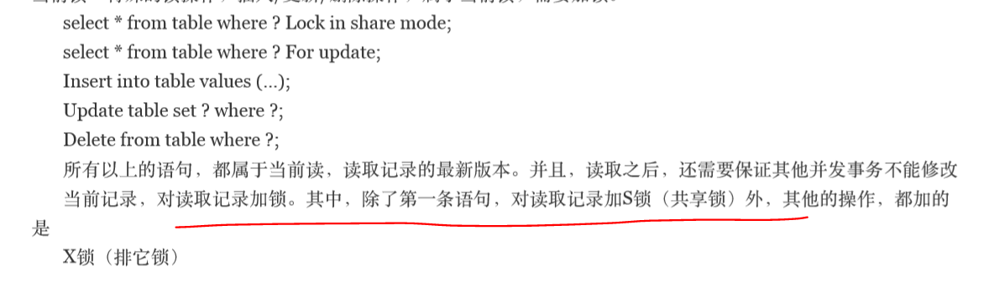 select * from table where ? Lock in share mode;
select * from table where ? For update;
Insert into table values (...);
Update table set ? where ?;
Delete from table where ?;
所有以上的语句，都属于当前读，读取记录的最新版本。并且，读取之后，还需要保证其他并发事务不能修改
当前记录，对读取记录加锁。其中，除了第一条语句，对读取记录加S锁（共享锁）外，其他的操作，都加的
是
X锁（排它锁）